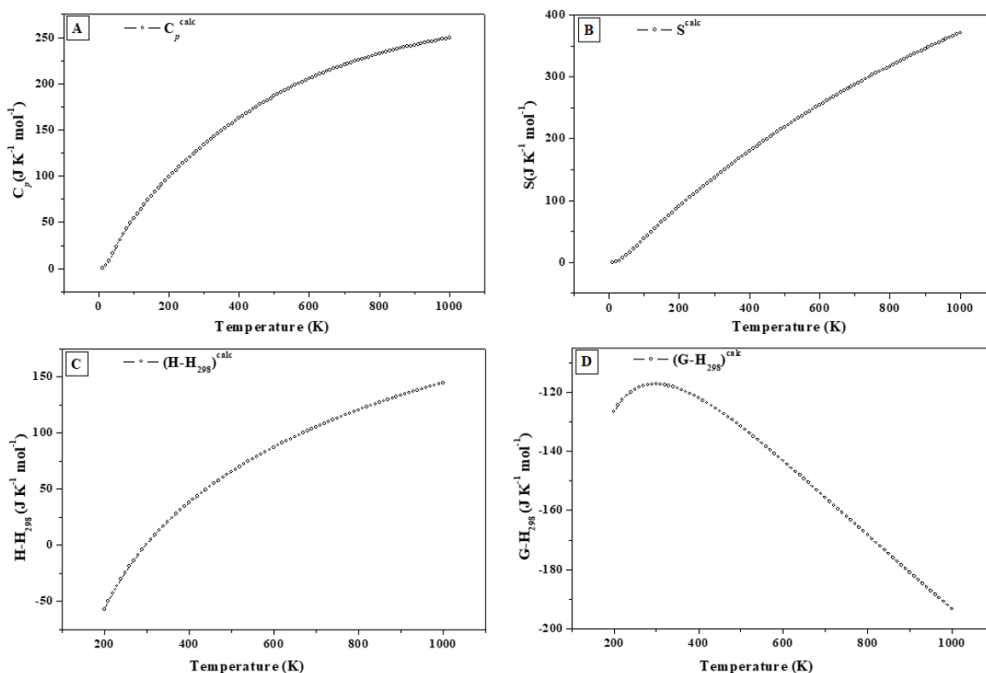 A
C_p^calc
250
200
150
100
50
0
C_p (J K^-1 mol^-1)
0 200 400 600 800 1000
Temperature (K)
B
S^calc
400
300
200
100
0
S(J K^-1 mol^-1)
0 200 400 600 800 1000
Temperature (K)
C
(H-H_298)^calc
150
100
50
0
-50
H-H_298 (J K^-1 mol^-1)
200 400 600 800 1000
Temperature (K)
D
(G-H_298)^calc
-120
-140
-160
-180
-200
G-H_298 (J K^-1 mol^-1)
200 400 600 800 1000
Temperature (K)